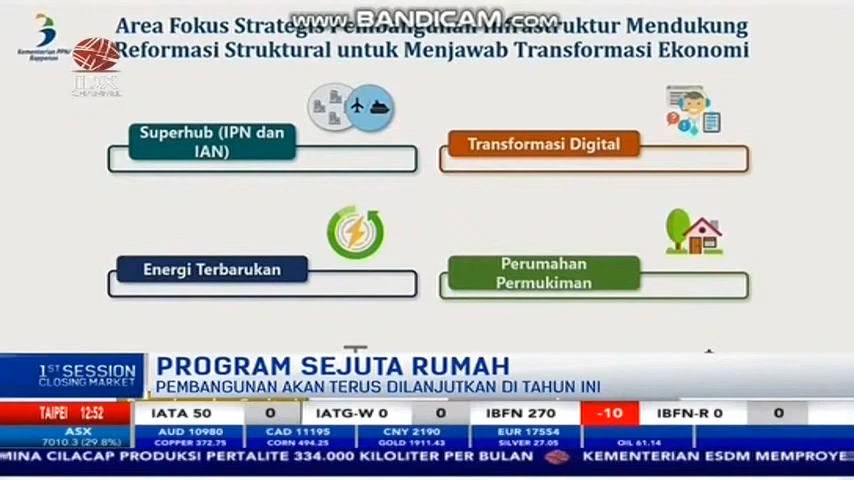 www.BANDICAM.com
Area Fokus Strategis Pembangunan Infrastruktur Mendukung
Reformasi Struktural untuk Menjawab Transformasi Ekonomi
Kementerian PPN/
Bappenas
IDX
CHANNEL
Superhub (IPN dan
IAN)
Transformasi Digital
Energi Terbarukan
Perumahan
Permukiman
1ST SESSION
CLOSING MARKET
PROGRAM SEJUTA RUMAH
PEMBANGUNAN AKAN TERUS DILANJUTKAN DI TAHUN INI
TAIPEI 12:52
IATA 50 0 IATG-W 0 0 IBFN 270 -10 IBFN-R 0 0
ASX
7010.3 (29.8%)
AUD 10980 CAD 11195 CNY 2190 EUR 17554
COPPER 372.75 CORN 494.25 GOLD 1911.43 SILVER 27.05 OIL 61.14
MINA CILACAP PRODUKSI PERTALITE 334.000 KILOLITER PER BULAN KEMENTERIAN ESDM MEMPROYE